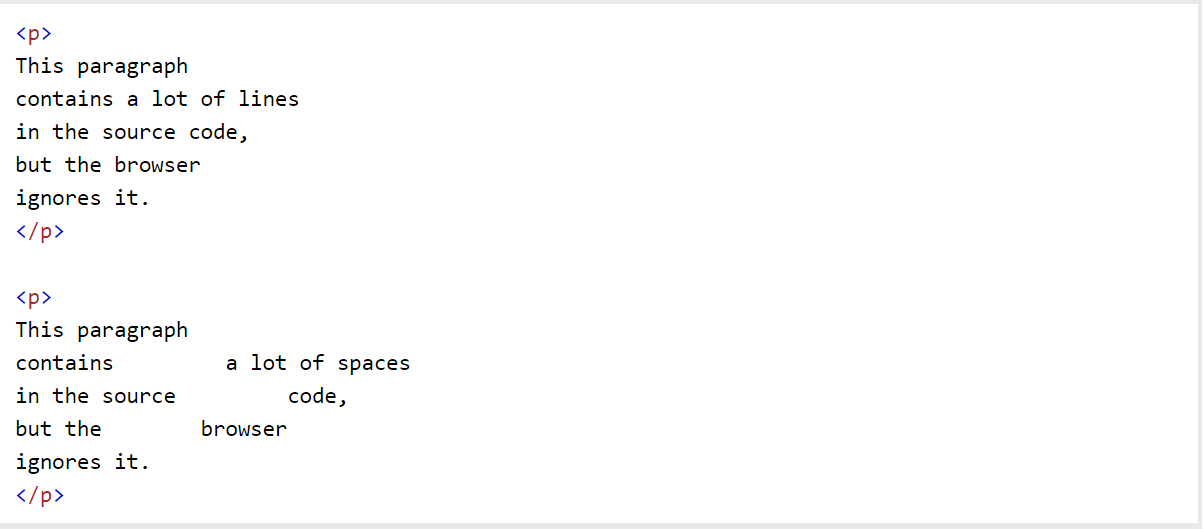 <p>
This paragraph
contains a lot of lines
in the source code,
but the browser
ignores it.
</p>

<p>
This paragraph
contains         a lot of spaces
in the source         code,
but the        browser
ignores it.
</p>